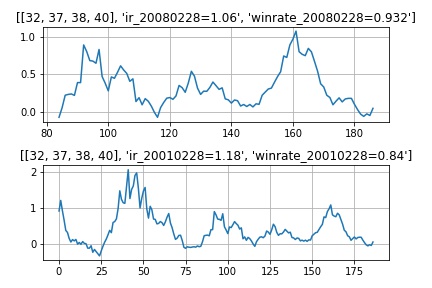 [[32, 37, 38, 40], 'ir_20080228=1.06', 'winrate_20080228=0.932']
1.0
0.5
0.0
80 100 120 140 160 180
[[32, 37, 38, 40], 'ir_20010228=1.18', 'winrate_20010228=0.84']
2
1
0
0 25 50 75 100 125 150 175